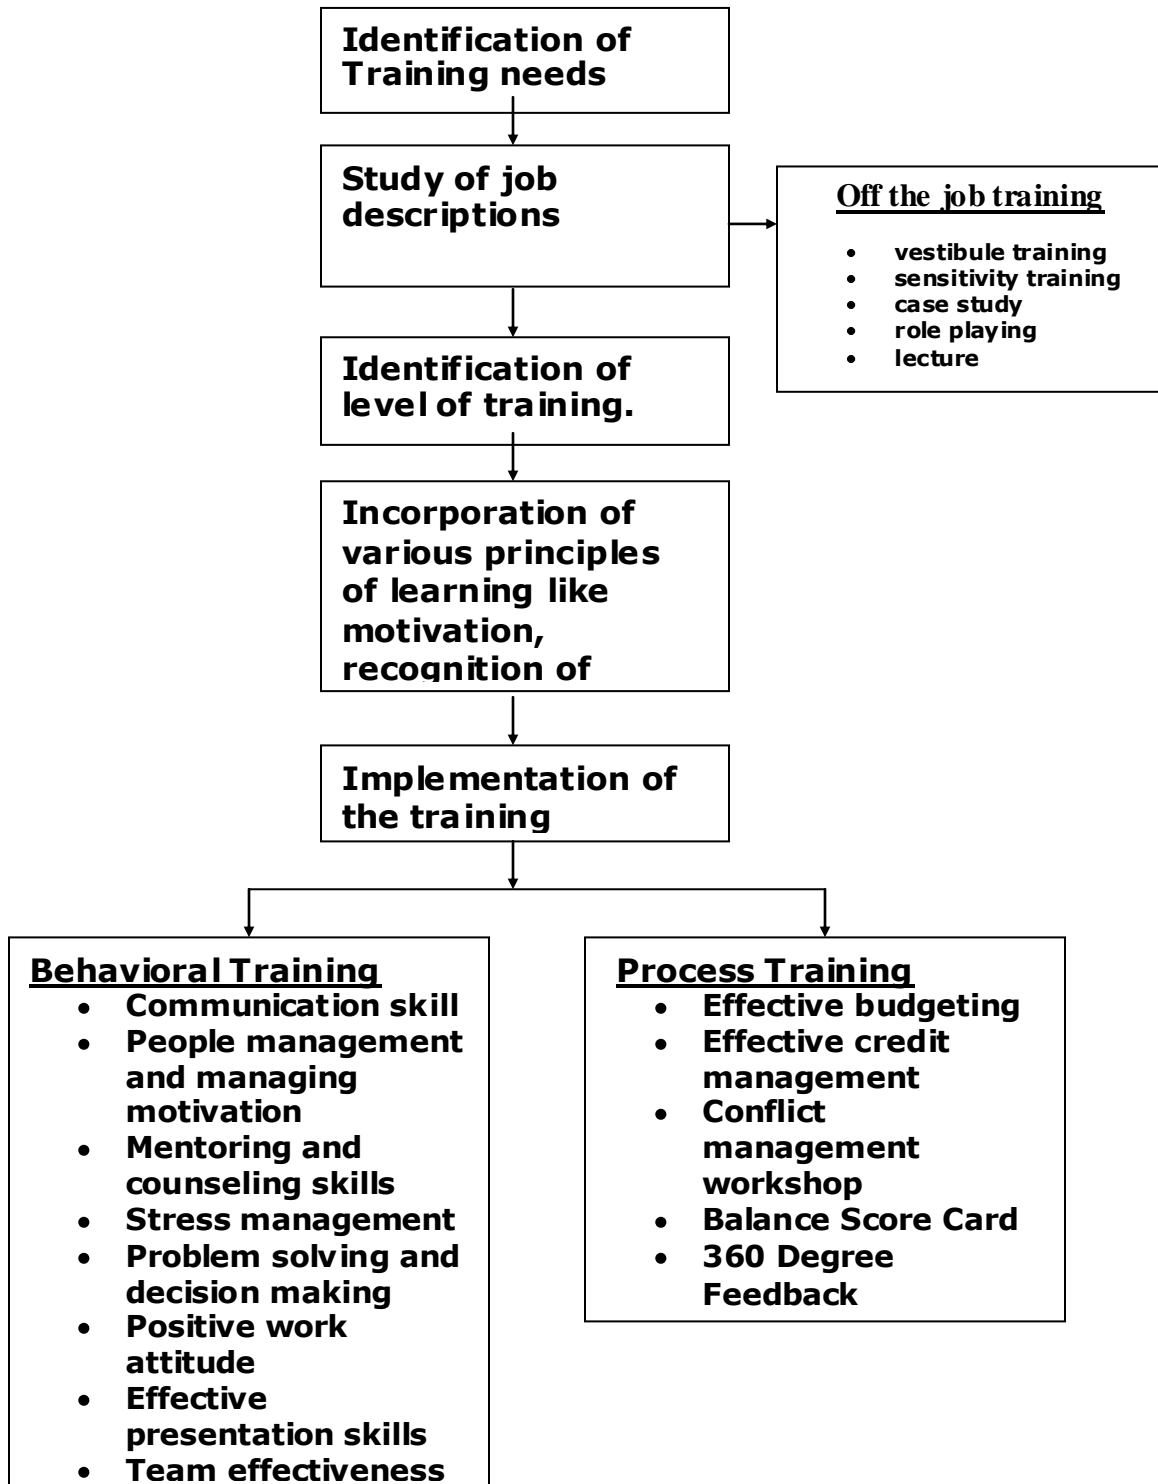 Identification of
Training needs
Study of job
descriptions
Off the job training
• vestibule training
• sensitivity training
• case study
• role playing
• lecture
Identification of
level of training.
Incorporation of
various principles
of learning like
motivation,
recognition of
Implementation of
the training
Behavioral Training
• Communication skill
• People management
and managing
motivation
• Mentoring and
counseling skills
• Stress management
• Problem solving and
decision making
• Positive work
attitude
• Effective
presentation skills
• Team effectiveness
Process Training
• Effective budgeting
• Effective credit
management
• Conflict
management
workshop
• Balance Score Card
• 360 Degree
Feedback